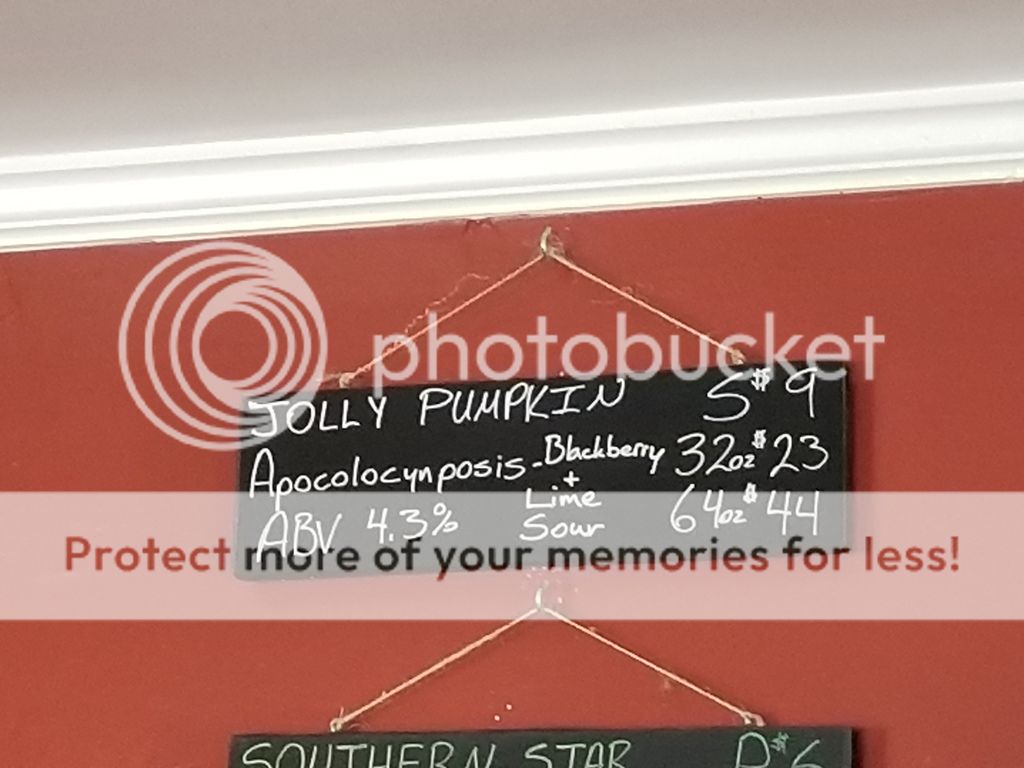 photobucket
JOLLY PUMPKIN S $9
Apocolocynposis - Blackberry 32oz $23
+
Lime
ABV 4.3% Sour 64oz $44
Protect more of your memories for less!
SOUTHERN STAR P $6